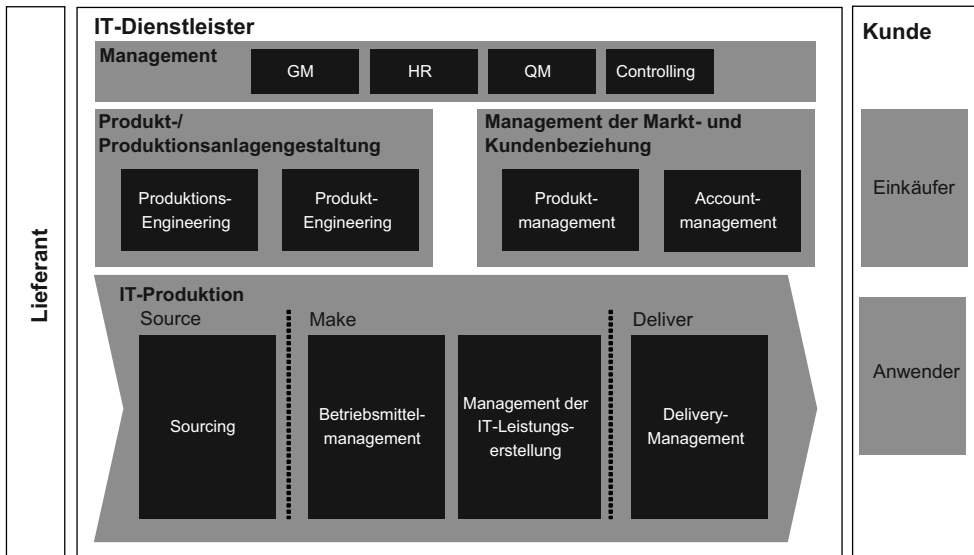 Lieferant
IT-Dienstleister
Management
GM
HR
QM
Controlling
Produkt-/
Produktionsanlagengestaltung
Produktions-
Engineering
Produkt-
Engineering
Management der Markt- und
Kundenbeziehung
Produkt-
management
Account-
management
IT-Produktion
Source
Make
Deliver
Sourcing
Betriebsmittel-
management
Management der
IT-Leistungs-
erstellung
Delivery-
Management
Kunde
Einkäufer
Anwender